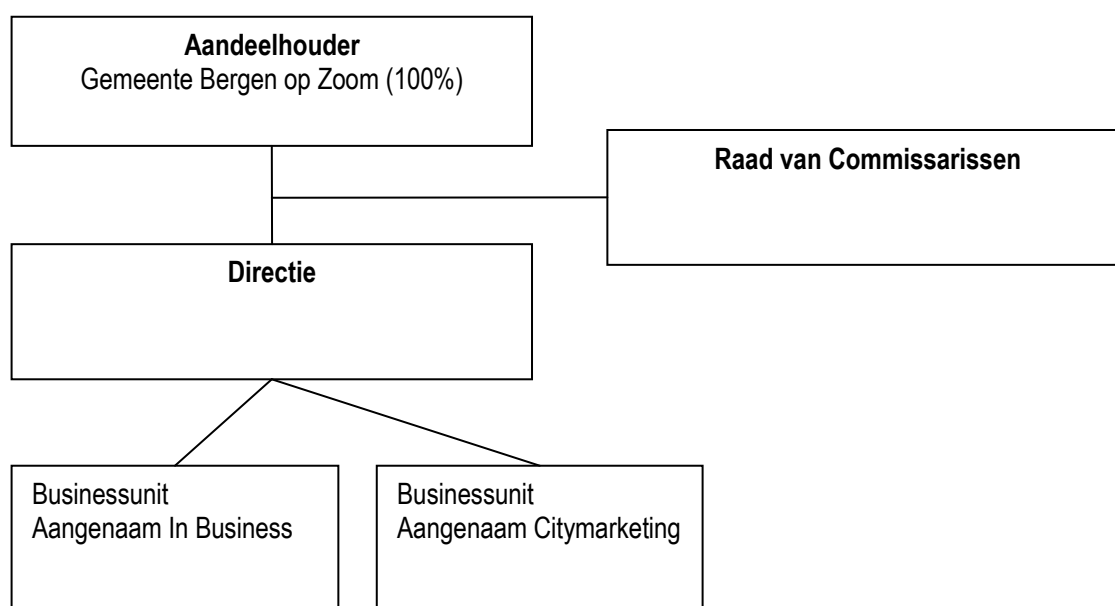 Aandeelhouder
Gemeente Bergen op Zoom (100%)
Raad van Commissarissen
Directie
Businessunit
Aangenaam In Business
Businessunit
Aangenaam Citymarketing